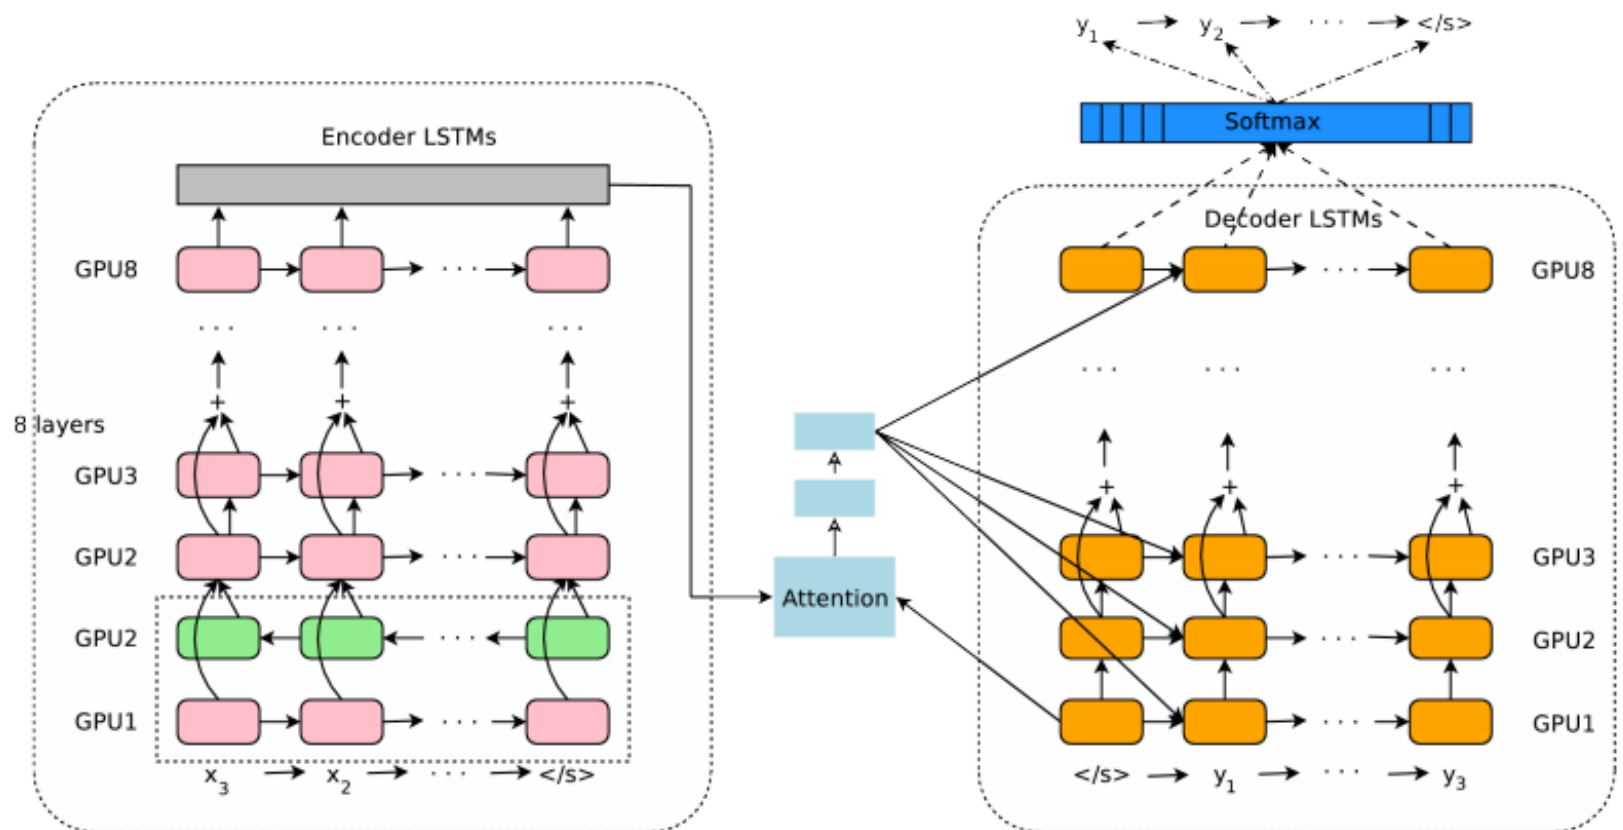 y1 y2 · · · </s>
Softmax
Encoder LSTMs
Decoder LSTMs
GPU8 · · · · · · GPU8
· · · · · · · · ·
· · · · · · · · ·
+ + +
8 layers
GPU3 · · ·
+ + +
GPU2 · · · · · · GPU3
Attention
GPU2 · · · · · · GPU2
GPU1 · · · · · · GPU1
x3 x2 · · · </s> </s> y1 · · · y3